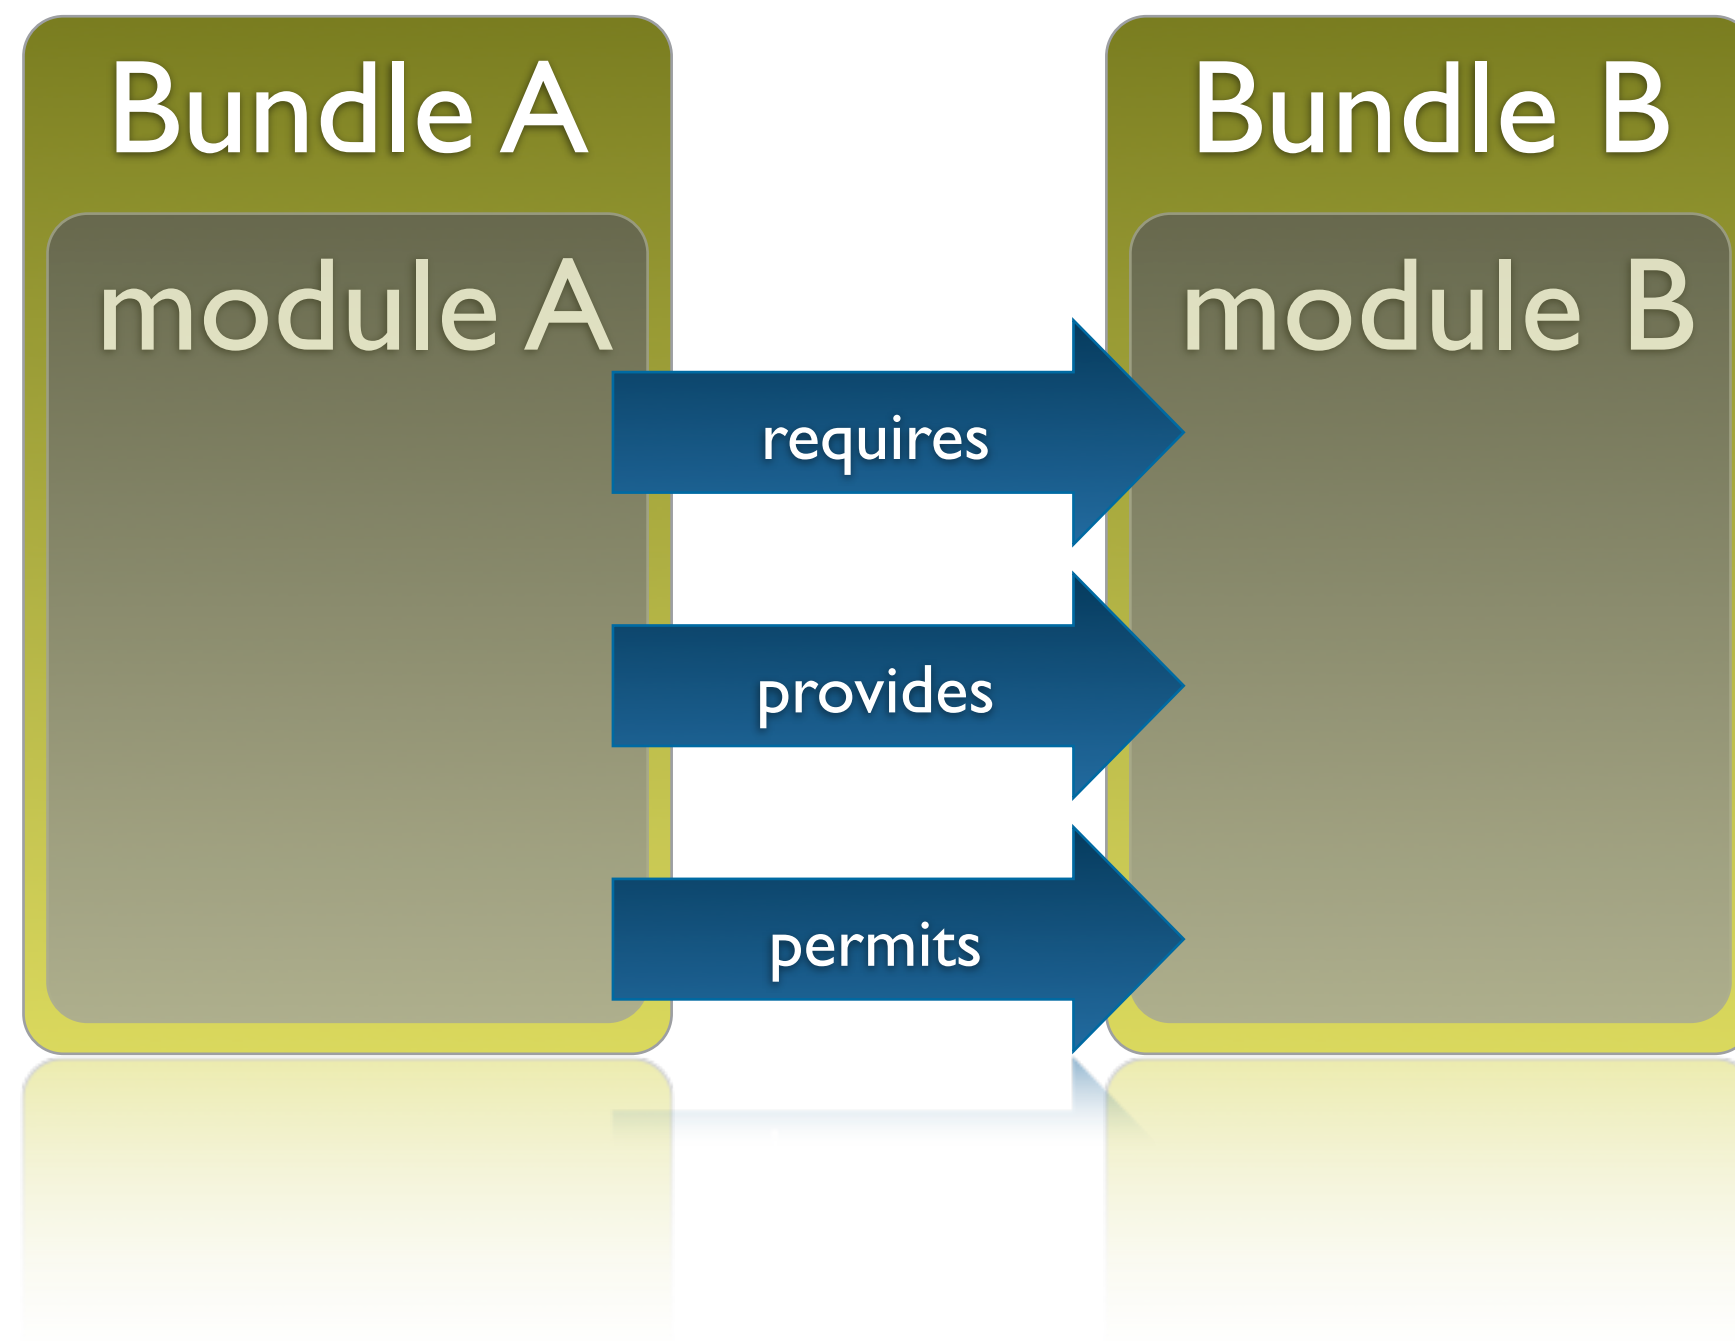 Bundle A
module A
Bundle B
module B
requires
provides
permits